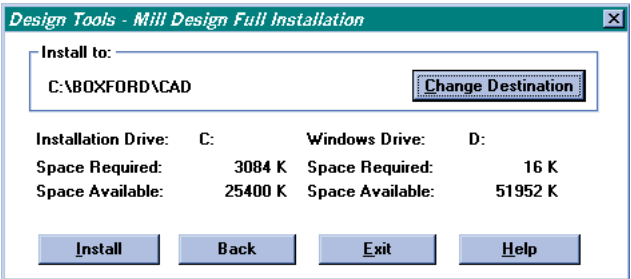 Design Tools - Mill Design Full Installation
Install to:
C:\BOXFORD\CAD
Change Destination
Installation Drive: C: Windows Drive: D:
Space Required: 3084 K Space Required: 16 K
Space Available: 25400 K Space Available: 51952 K
Install Back Exit Help